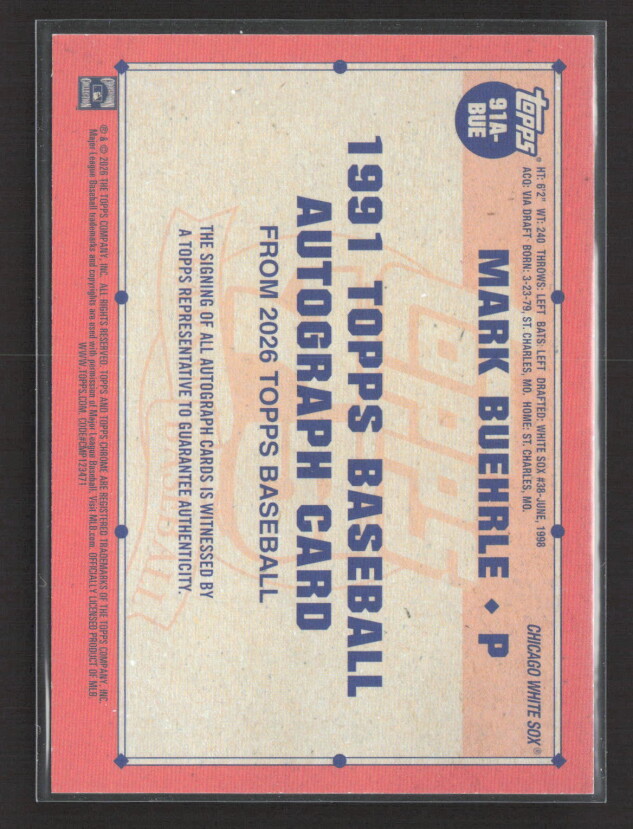 topps®
91A-
BUE
HT: 6'2" WT: 240 THROWS: LEFT BATS: LEFT DRAFTED: WHITE SOX #38-JUNE, 1998
ACQ: VIA DRAFT BORN: 3-23-79, ST. CHARLES, MO. HOME: ST. CHARLES, MO.
CHICAGO WHITE SOX®
MARK BUEHRLE ◆ P
1991 TOPPS BASEBALL
AUTOGRAPH CARD
FROM 2026 TOPPS BASEBALL
THE SIGNING OF ALL AUTOGRAPH CARDS IS WITNESSED BY
A TOPPS REPRESENTATIVE TO GUARANTEE AUTHENTICITY.
® & © 2026 THE TOPPS COMPANY, INC. ALL RIGHTS RESERVED. TOPPS AND TOPPS CHROME ARE REGISTERED TRADEMARKS OF THE TOPPS COMPANY, INC.
Major League Baseball trademarks and copyrights are used with permission of Major League Baseball. Visit MLB.com. OFFICIALLY LICENSED PRODUCT OF MLB.
WWW.TOPPS.COM CODE#CMP123471